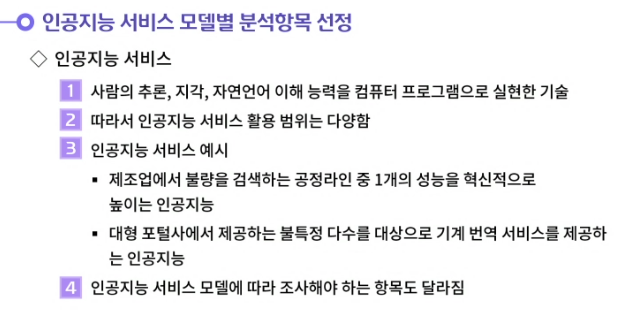 인공지능 서비스 모델별 분석항목 선정
◇ 인공지능 서비스
1 사람의 추론, 지각, 자연언어 이해 능력을 컴퓨터 프로그램으로 실현한 기술
2 따라서 인공지능 서비스 활용 범위는 다양함
3 인공지능 서비스 예시
▪ 제조업에서 불량을 검색하는 공정라인 중 1개의 성능을 혁신적으로
높이는 인공지능
▪ 대형 포털사에서 제공하는 불특정 다수를 대상으로 기계 번역 서비스를 제공하
는 인공지능
4 인공지능 서비스 모델에 따라 조사해야 하는 항목도 달라짐